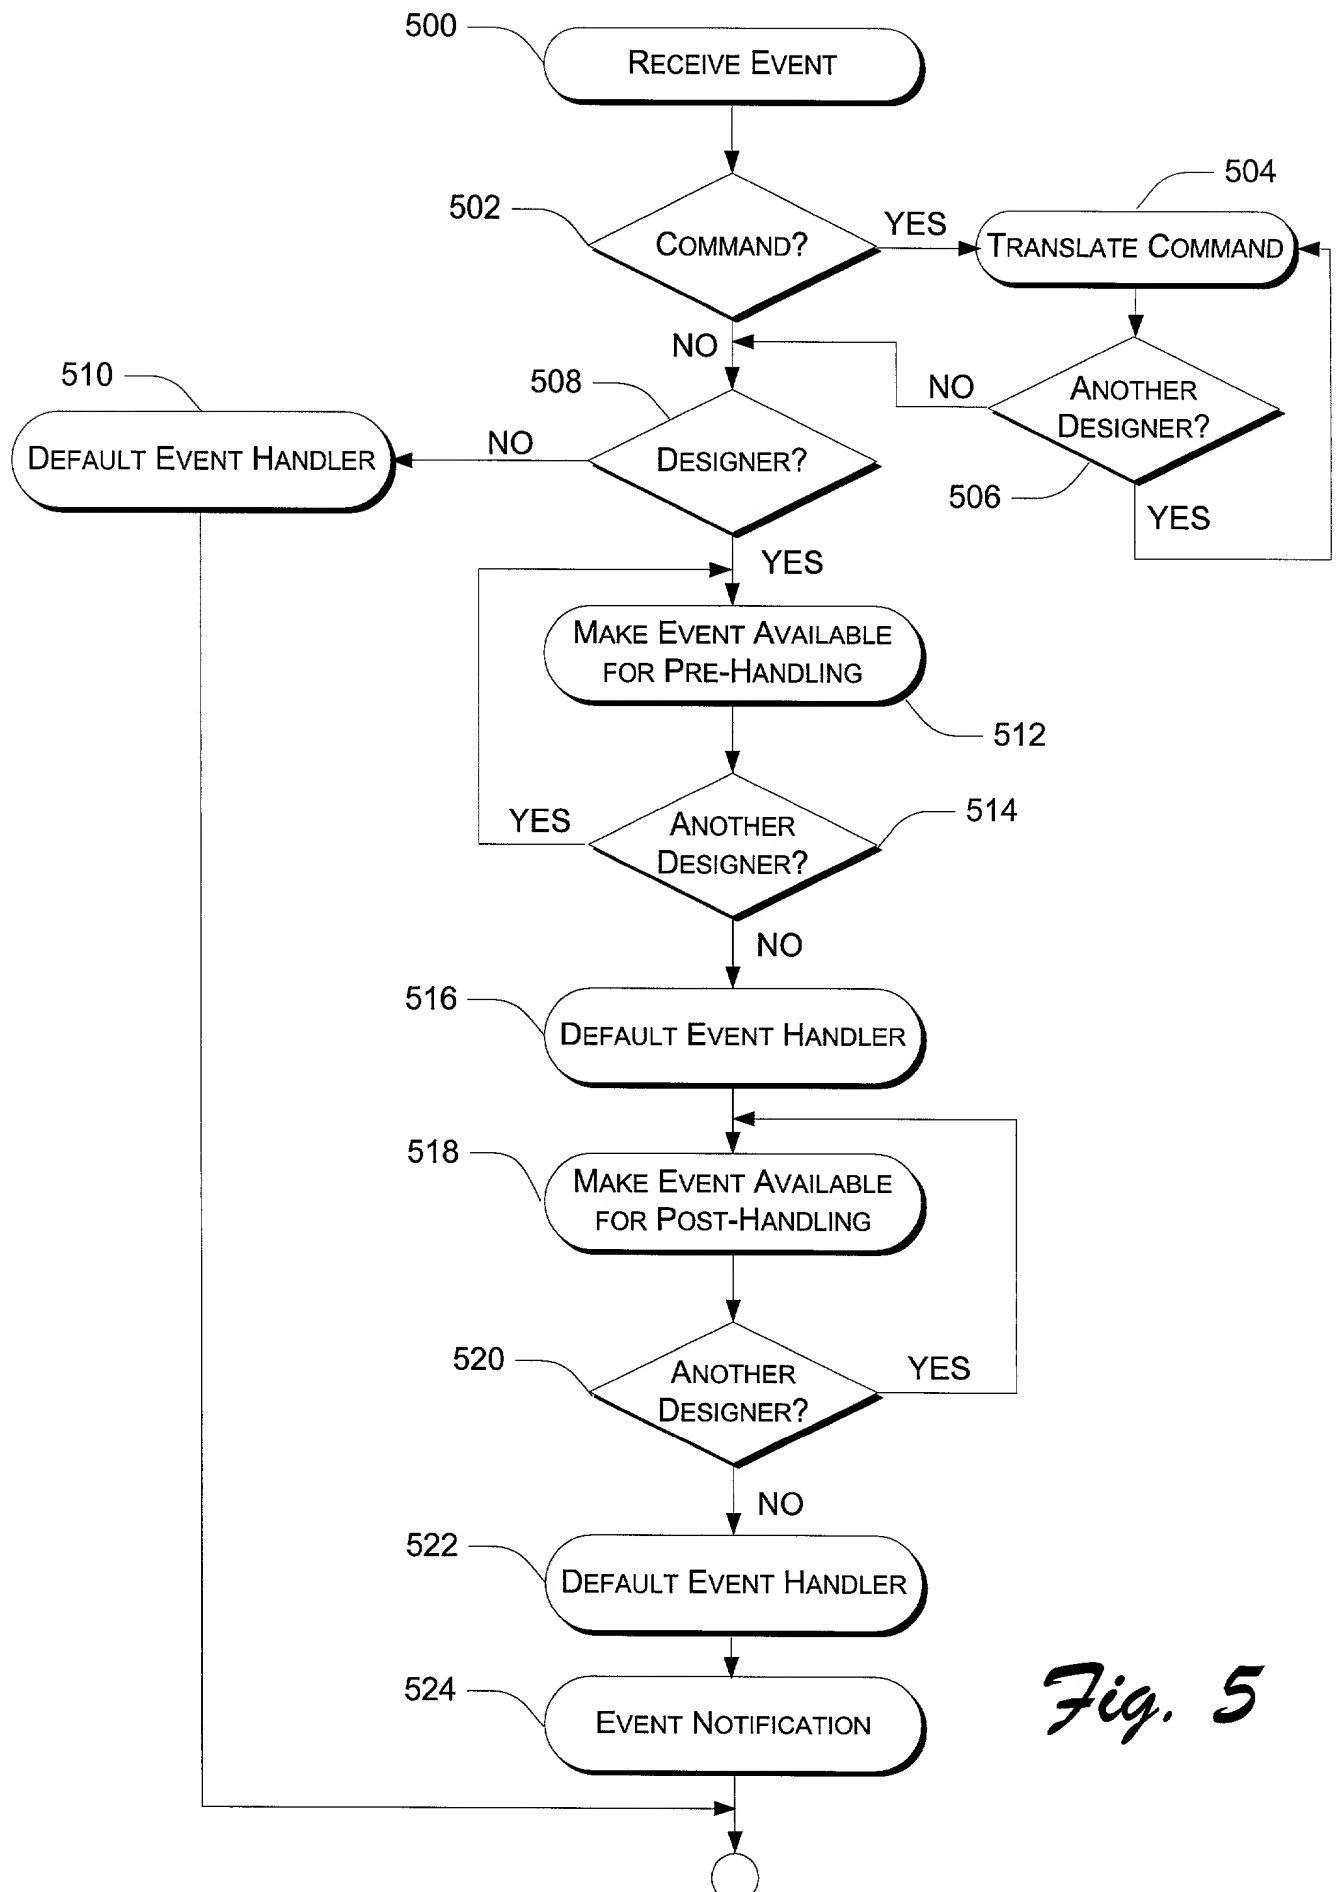 500
RECEIVE EVENT
502
COMMAND?
YES
504
TRANSLATE COMMAND
NO
510
508
NO
ANOTHER
DESIGNER?
DEFAULT EVENT HANDLER
NO
DESIGNER?
506
YES
YES
MAKE EVENT AVAILABLE
FOR PRE-HANDLING
512
514
YES
ANOTHER
DESIGNER?
NO
516
DEFAULT EVENT HANDLER
518
MAKE EVENT AVAILABLE
FOR POST-HANDLING
520
ANOTHER
DESIGNER?
YES
NO
522
DEFAULT EVENT HANDLER
524
EVENT NOTIFICATION
Fig. 5